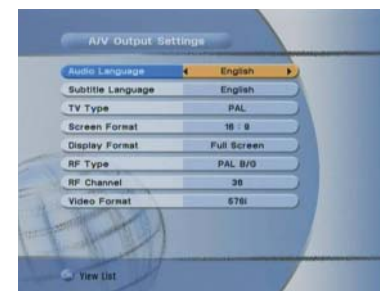 A/V Output Settings
Audio Language English
Subtitle Language English
TV Type PAL
Screen Format 16 : 9
Display Format Full Screen
RF Type PAL B/G
RF Channel 38
Video Format 576i
View List